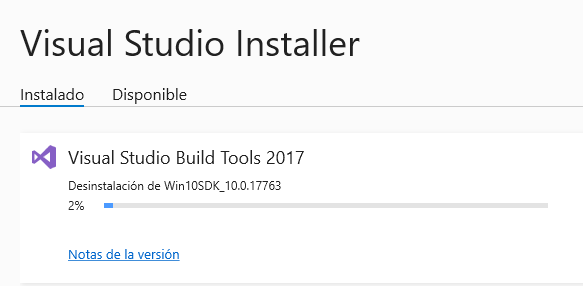 Visual Studio Installer
Instalado Disponible
Visual Studio Build Tools 2017
Desinstalación de Win10SDK_10.0.17763
2%
Notas de la versión